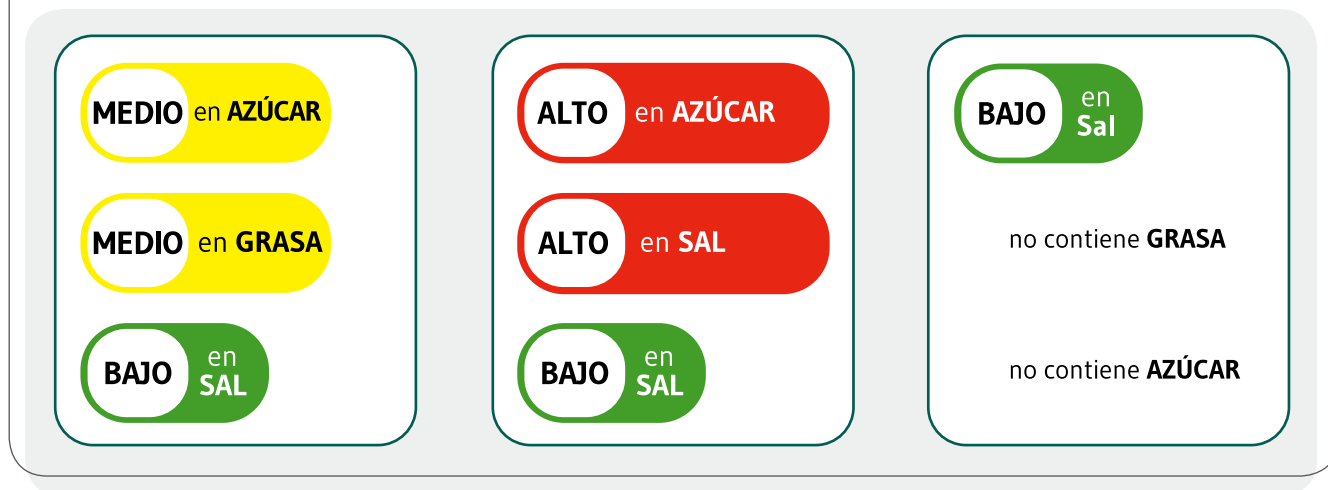 MEDIO en AZÚCAR
MEDIO en GRASA
BAJO en
SAL
ALTO en AZÚCAR
ALTO en SAL
BAJO en
SAL
BAJO en
Sal
no contiene GRASA
no contiene AZÚCAR